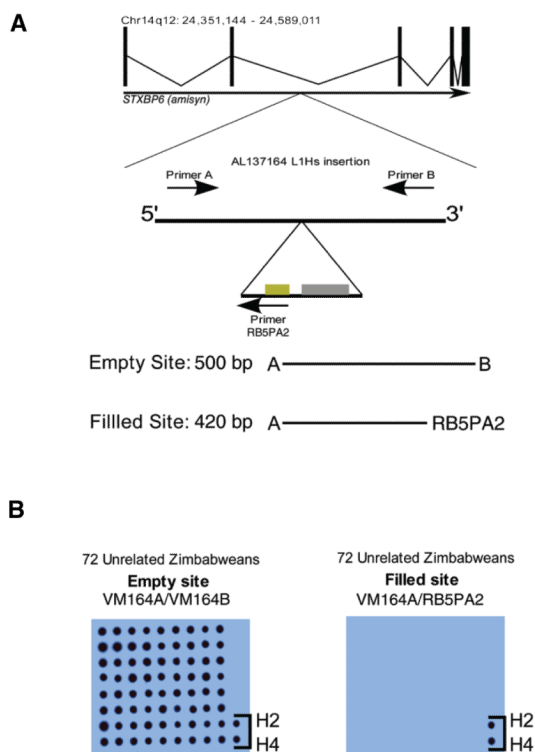 A
Chr14q12: 24,351,144 - 24,589,011
STXBP6 (amisyn)
AL137164 L1Hs insertion
Primer A
Primer B
5'
3'
Primer
RB5PA2
Empty Site: 500 bp A B
Fillled Site: 420 bp A RB5PA2
B
72 Unrelated Zimbabweans
Empty site
VM164A/VM164B
H2
H4
72 Unrelated Zimbabweans
Filled site
VM164A/RB5PA2
H2
H4